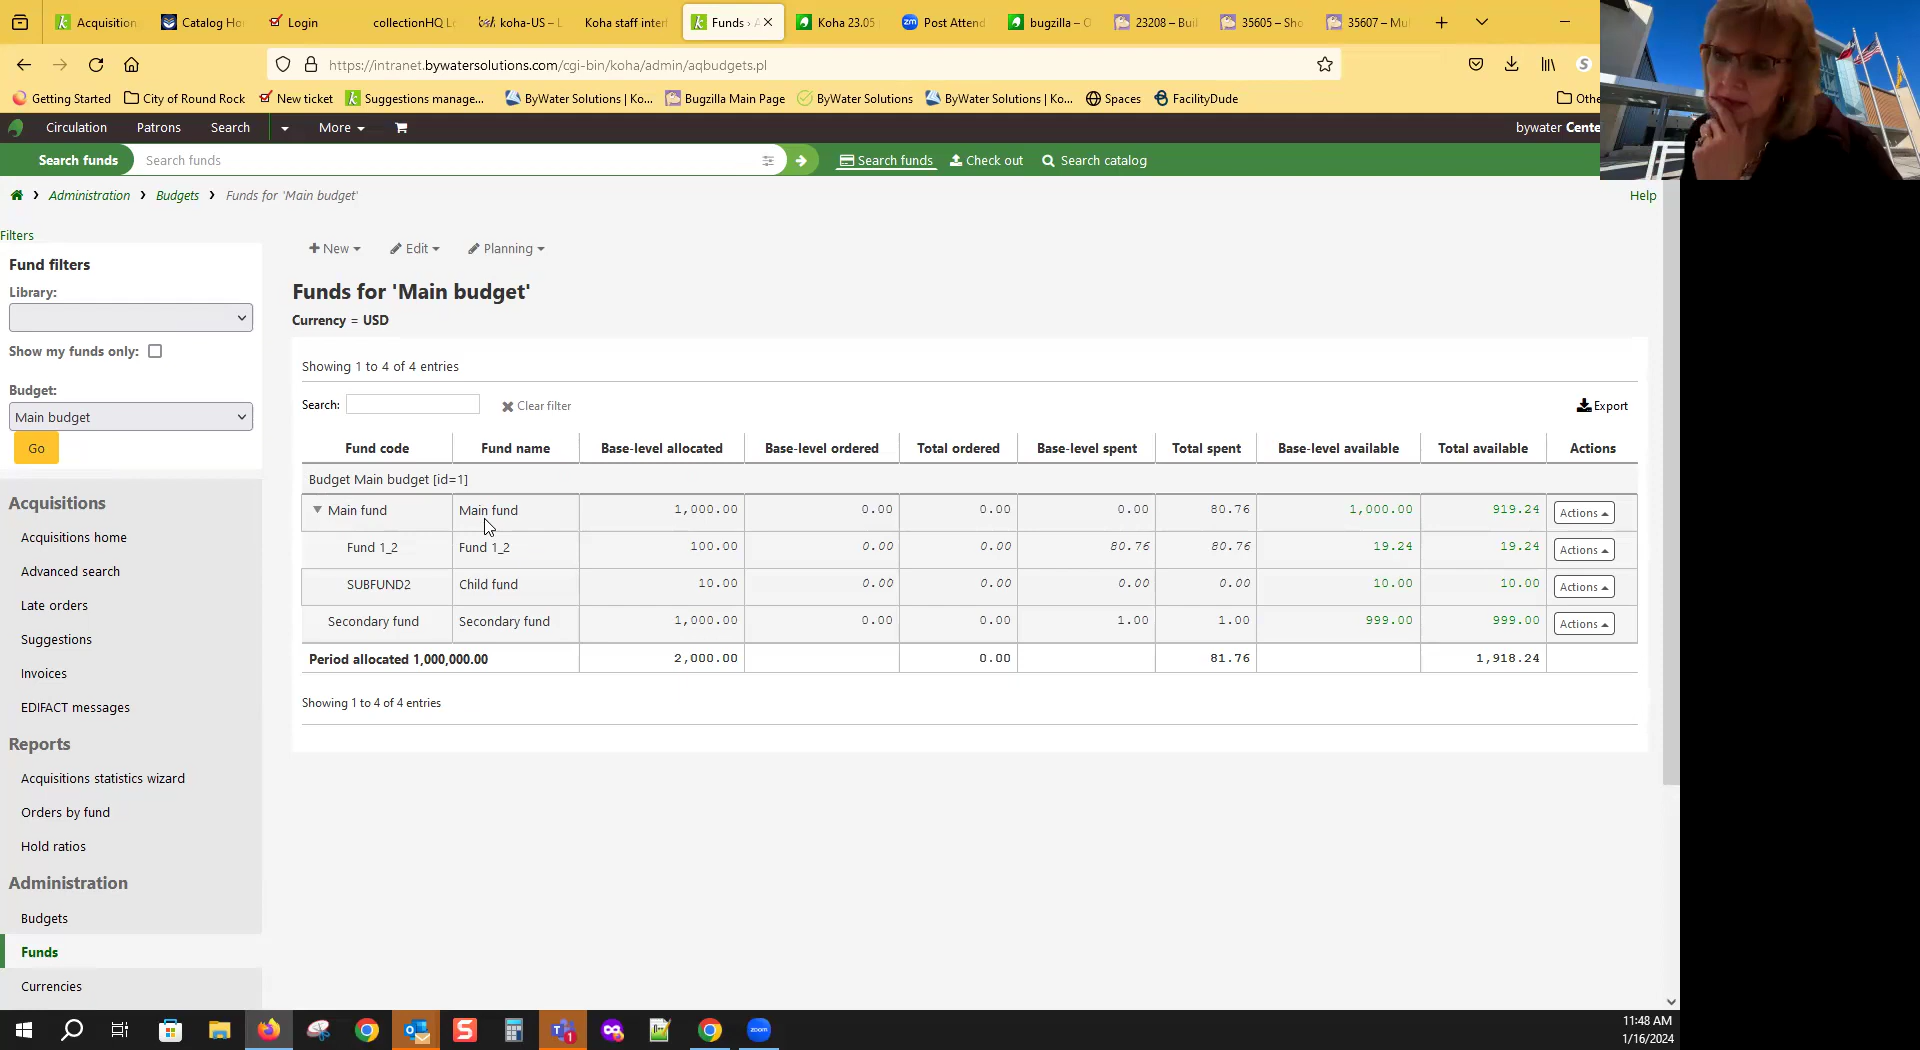 Acquisition
Catalog Ho
Login
collectionHQ Lo
koha-US – L
Koha staff inter
Funds › A
Koha 23.05
zm Post Attend
bugzilla – O
23208 – Bui
35605 – Sho
35607 – Mu
https://intranet.bywatersolutions.com/cgi-bin/koha/admin/aqbudgets.pl
S
Getting Started
City of Round Rock
New ticket
Suggestions manage...
ByWater Solutions | Ko...
Bugzilla Main Page
ByWater Solutions
ByWater Solutions | Ko...
Spaces
FacilityDude
Othe
Circulation
Patrons
Search
More
bywater Cente
Search funds
Search funds
Search funds
Check out
Search catalog
Administration
Budgets
Funds for 'Main budget'
Help
Filters
Fund filters
Library:
Show my funds only:
Budget:
Main budget
Go
Acquisitions
Acquisitions home
Advanced search
Late orders
Suggestions
Invoices
EDIFACT messages
Reports
Acquisitions statistics wizard
Orders by fund
Hold ratios
Administration
Budgets
Funds
Currencies
+ New
Edit
Planning
Funds for 'Main budget'
Currency = USD
Showing 1 to 4 of 4 entries
Search:
Clear filter
Export
Fund code Fund name Base-level allocated Base-level ordered Total ordered Base-level spent Total spent Base-level available Total available Actions
Budget Main budget [id=1]
Main fund Main fund 1,000.00 0.00 0.00 0.00 80.76 1,000.00 919.24 Actions
Fund 1_2 Fund 1_2 100.00 0.00 0.00 80.76 80.76 19.24 19.24 Actions
SUBFUND2 Child fund 10.00 0.00 0.00 0.00 0.00 10.00 10.00 Actions
Secondary fund Secondary fund 1,000.00 0.00 0.00 1.00 1.00 999.00 999.00 Actions
Period allocated 1,000,000.00 2,000.00 0.00 81.76 1,918.24
Showing 1 to 4 of 4 entries
S
1
zoom
11:48 AM
1/16/2024